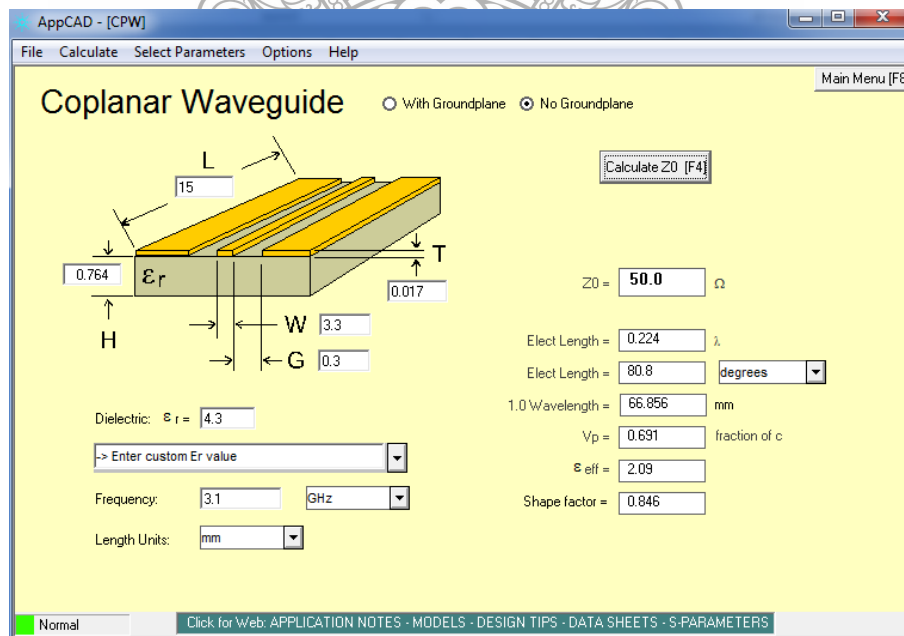 AppCAD - [CPW]
File Calculate Select Parameters Options Help
Main Menu [F8
Coplanar Waveguide
With Groundplane
No Groundplane
Calculate Z0 [F4]
L
15
0.764
εr
T
0.017
H
W 3.3
G 0.3
Z0 = 50.0 Ω
Elect Length = 0.224 λ
Elect Length = 80.8 degrees
1.0 Wavelength = 66.856 mm
Vp = 0.691 fraction of c
ε eff = 2.09
Shape factor = 0.846
Dielectric: ε r = 4.3
-> Enter custom Er value
Frequency: 3.1 GHz
Length Units: mm
Normal
Click for Web: APPLICATION NOTES - MODELS - DESIGN TIPS - DATA SHEETS - S-PARAMETERS